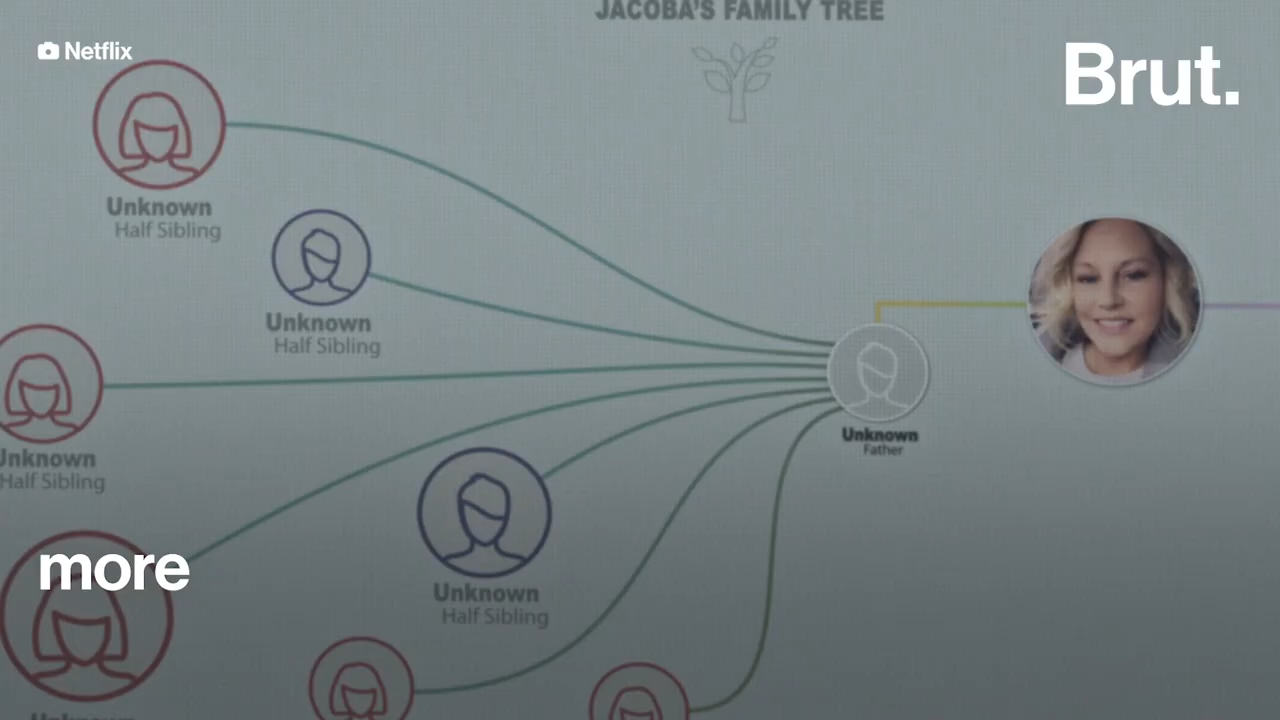 JACOBA'S FAMILY TREE
Netflix
Brut.
Unknown
Half Sibling
Unknown
Half Sibling
Unknown
Father
Unknown
Half Sibling
more
Unknown
Half Sibling
Unknown